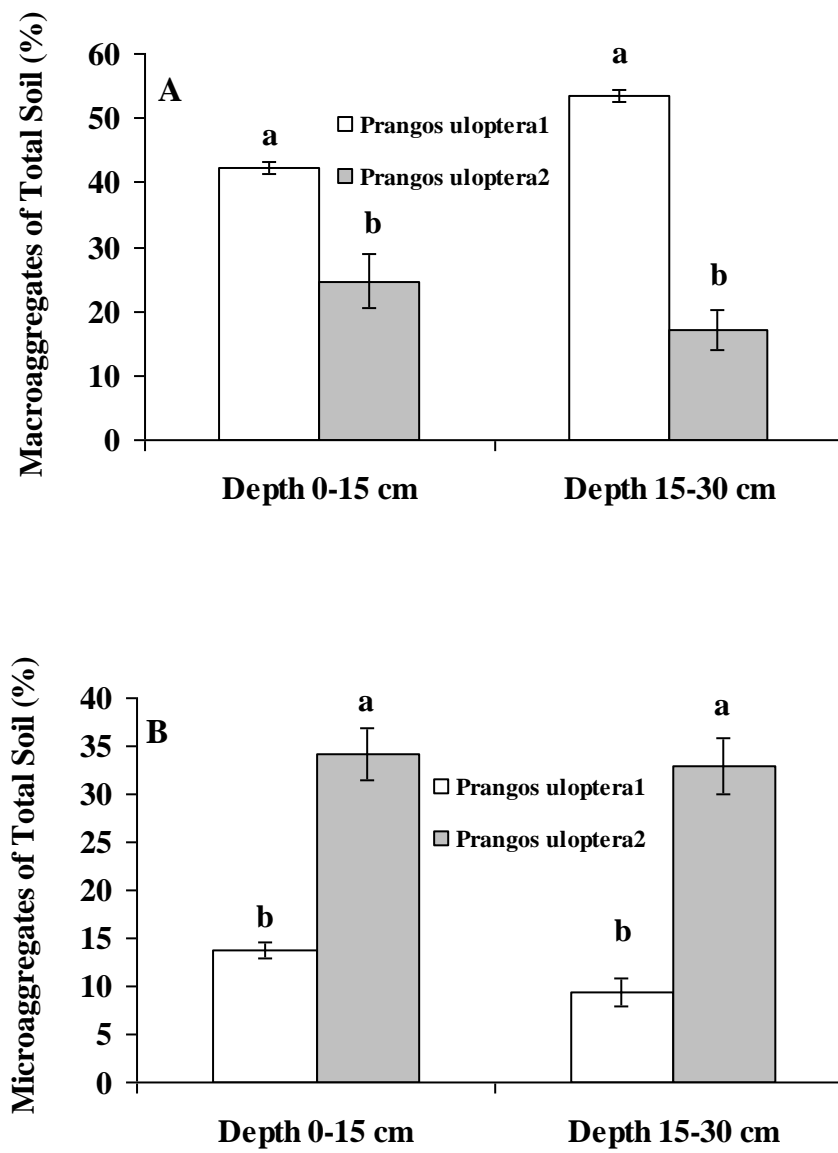 Macroaggregates of Total Soil (%)
60
50
40
30
20
10
0
A
a
b
a
b
Prangos uloptera1
Prangos uloptera2
Depth 0-15 cm
Depth 15-30 cm
Microaggregates of Total Soil (%)
40
35
30
25
20
15
10
5
0
B
b
a
b
a
Prangos uloptera1
Prangos uloptera2
Depth 0-15 cm
Depth 15-30 cm